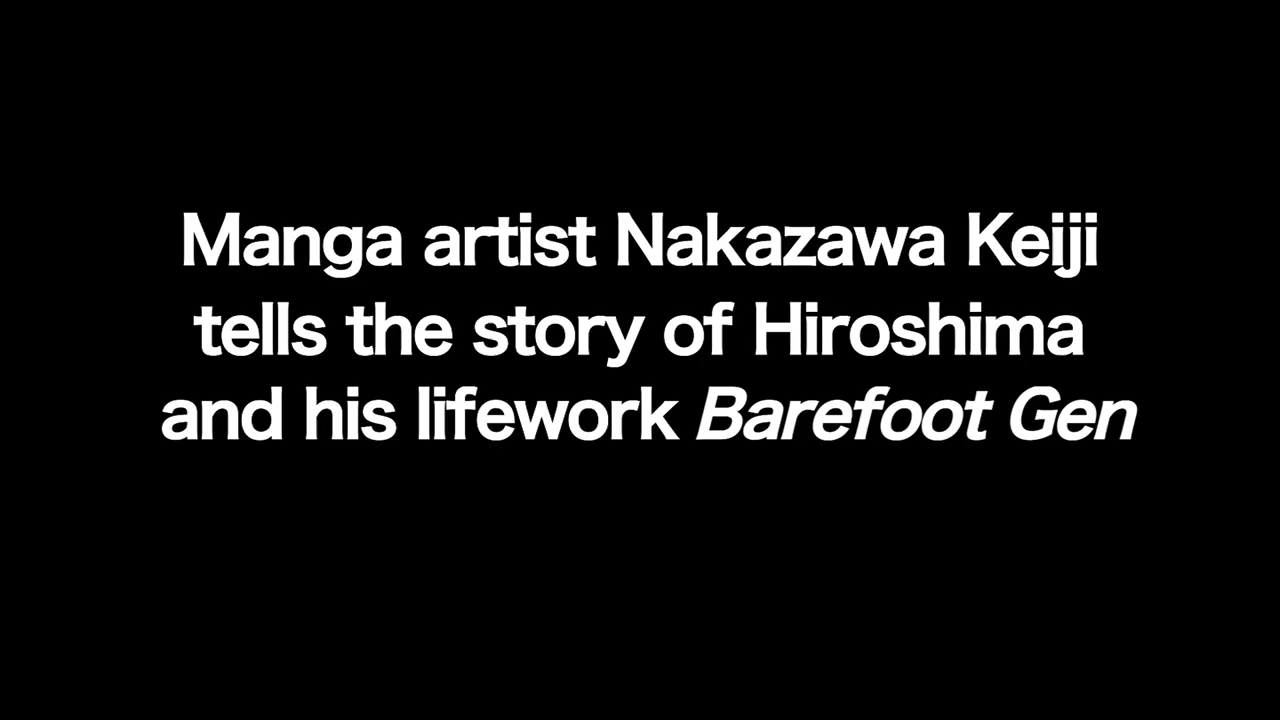 Manga artist Nakazawa Keiji
tells the story of Hiroshima
and his lifework Barefoot Gen